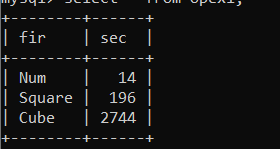 mysql> select * from opex1;
+--------+------+
| fir    | sec  |
+--------+------+
| Num    |   14 |
| Square |  196 |
| Cube   | 2744 |
+--------+------+